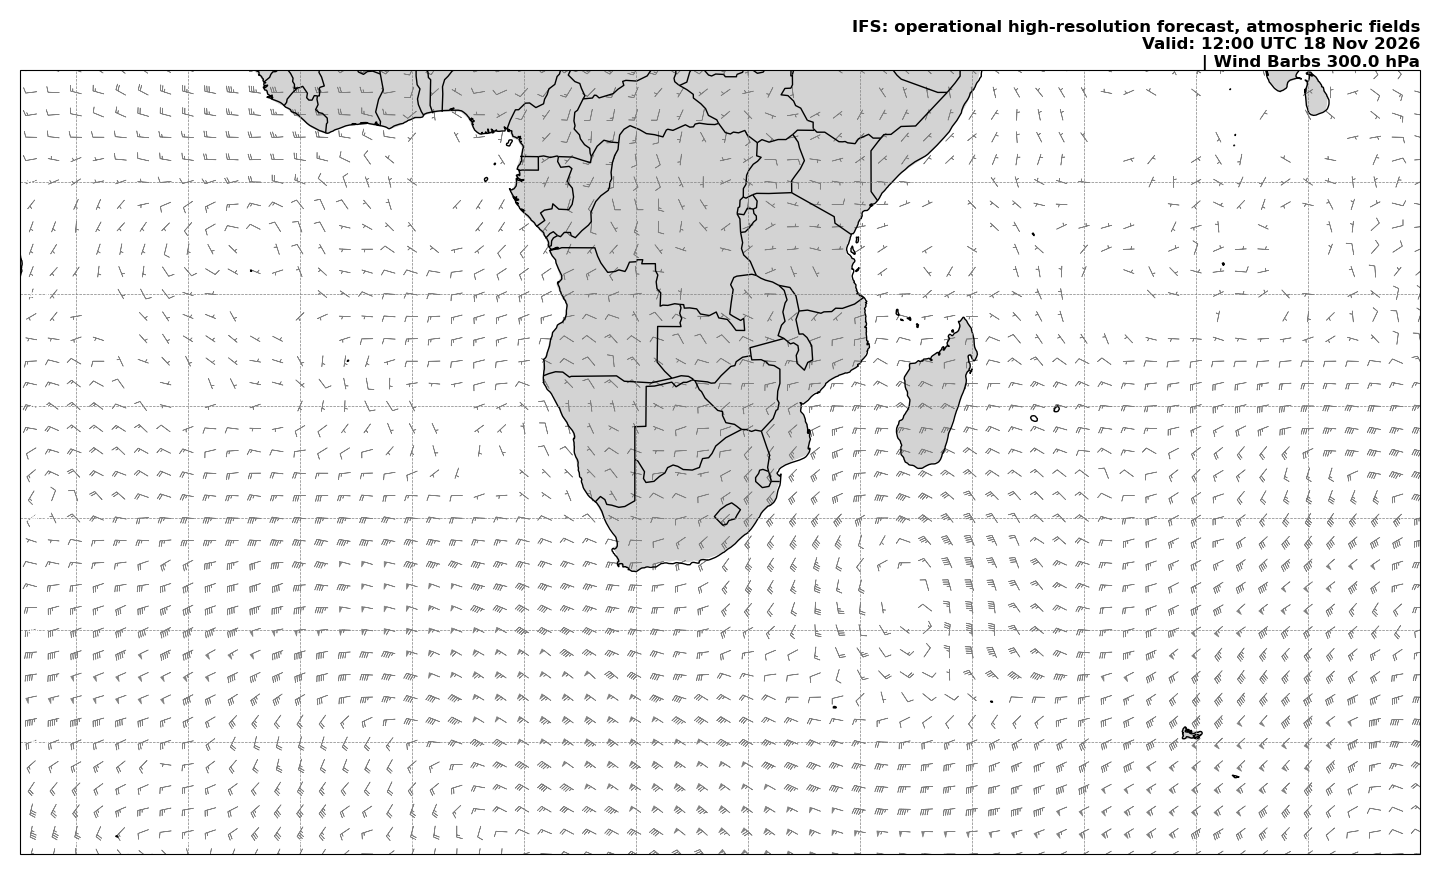 IFS: operational high-resolution forecast, atmospheric fields
Valid: 12:00 UTC 18 Nov 2026
| Wind Barbs 300.0 hPa